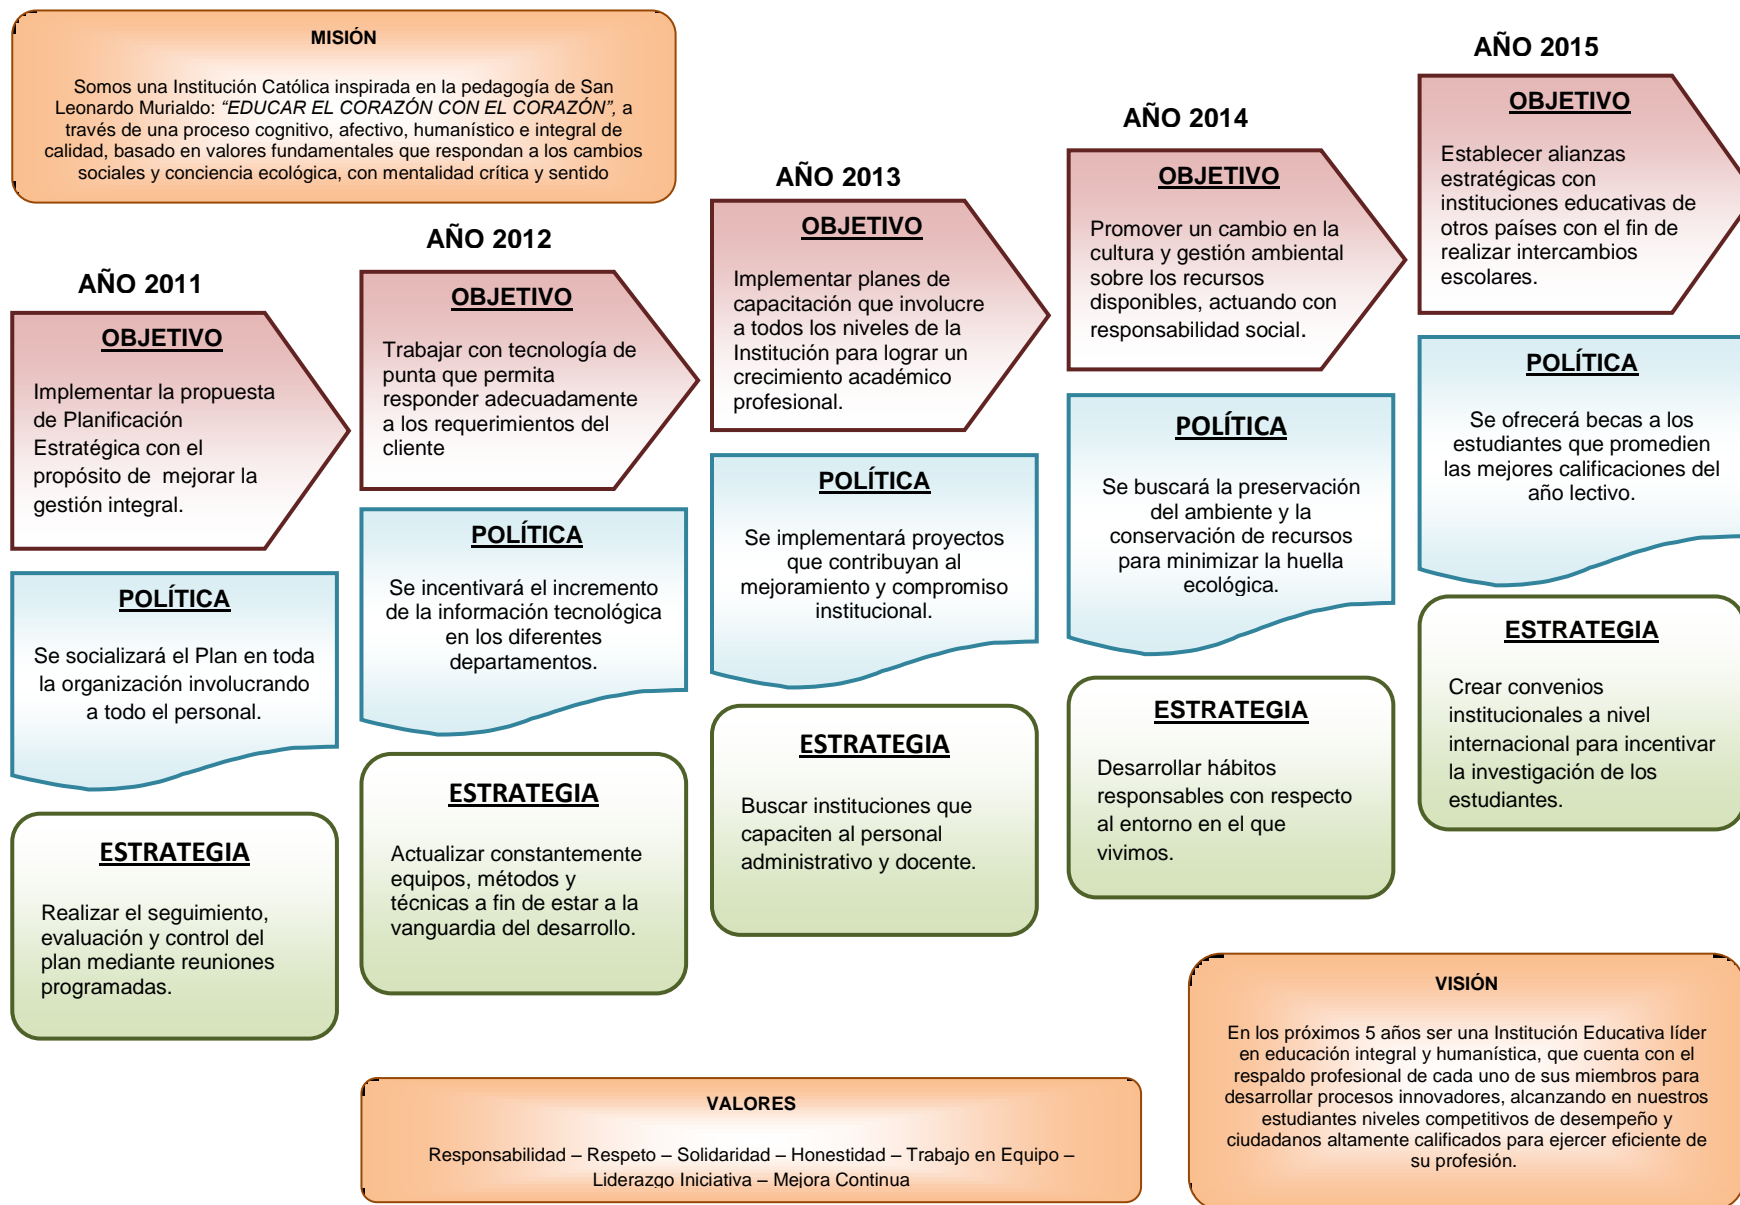 MISIÓN
Somos una Institución Católica inspirada en la pedagogía de San
Leonardo Murialdo: “EDUCAR EL CORAZÓN CON EL CORAZÓN”, a
través de una proceso cognitivo, afectivo, humanístico e integral de
calidad, basado en valores fundamentales que respondan a los cambios
sociales y conciencia ecológica, con mentalidad crítica y sentido
AÑO 2011
OBJETIVO
Implementar la propuesta
de Planificación
Estratégica con el
propósito de mejorar la
gestión integral.
POLÍTICA
Se socializará el Plan en toda
la organización involucrando
a todo el personal.
ESTRATEGIA
Realizar el seguimiento,
evaluación y control del
plan mediante reuniones
programadas.
AÑO 2012
OBJETIVO
Trabajar con tecnología de
punta que permita
responder adecuadamente
a los requerimientos del
cliente
POLÍTICA
Se incentivará el incremento
de la información tecnológica
en los diferentes
departamentos.
ESTRATEGIA
Actualizar constantemente
equipos, métodos y
técnicas a fin de estar a la
vanguardia del desarrollo.
AÑO 2013
OBJETIVO
Implementar planes de
capacitación que involucre
a todos los niveles de la
Institución para lograr un
crecimiento académico
profesional.
POLÍTICA
Se implementará proyectos
que contribuyan al
mejoramiento y compromiso
institucional.
ESTRATEGIA
Buscar instituciones que
capaciten al personal
administrativo y docente.
AÑO 2014
OBJETIVO
Promover un cambio en la
cultura y gestión ambiental
sobre los recursos
disponibles, actuando con
responsabilidad social.
POLÍTICA
Se buscará la preservación
del ambiente y la
conservación de recursos
para minimizar la huella
ecológica.
ESTRATEGIA
Desarrollar hábitos
responsables con respecto
al entorno en el que
vivimos.
AÑO 2015
OBJETIVO
Establecer alianzas
estratégicas con
instituciones educativas de
otros países con el fin de
realizar intercambios
escolares.
POLÍTICA
Se ofrecerá becas a los
estudiantes que promedien
las mejores calificaciones del
año lectivo.
ESTRATEGIA
Crear convenios
institucionales a nivel
internacional para incentivar
la investigación de los
estudiantes.
VALORES
Responsabilidad – Respeto – Solidaridad – Honestidad – Trabajo en Equipo –
Liderazgo Iniciativa – Mejora Continua
VISIÓN
En los próximos 5 años ser una Institución Educativa líder
en educación integral y humanística, que cuenta con el
respaldo profesional de cada uno de sus miembros para
desarrollar procesos innovadores, alcanzando en nuestros
estudiantes niveles competitivos de desempeño y
ciudadanos altamente calificados para ejercer eficiente de
su profesión.